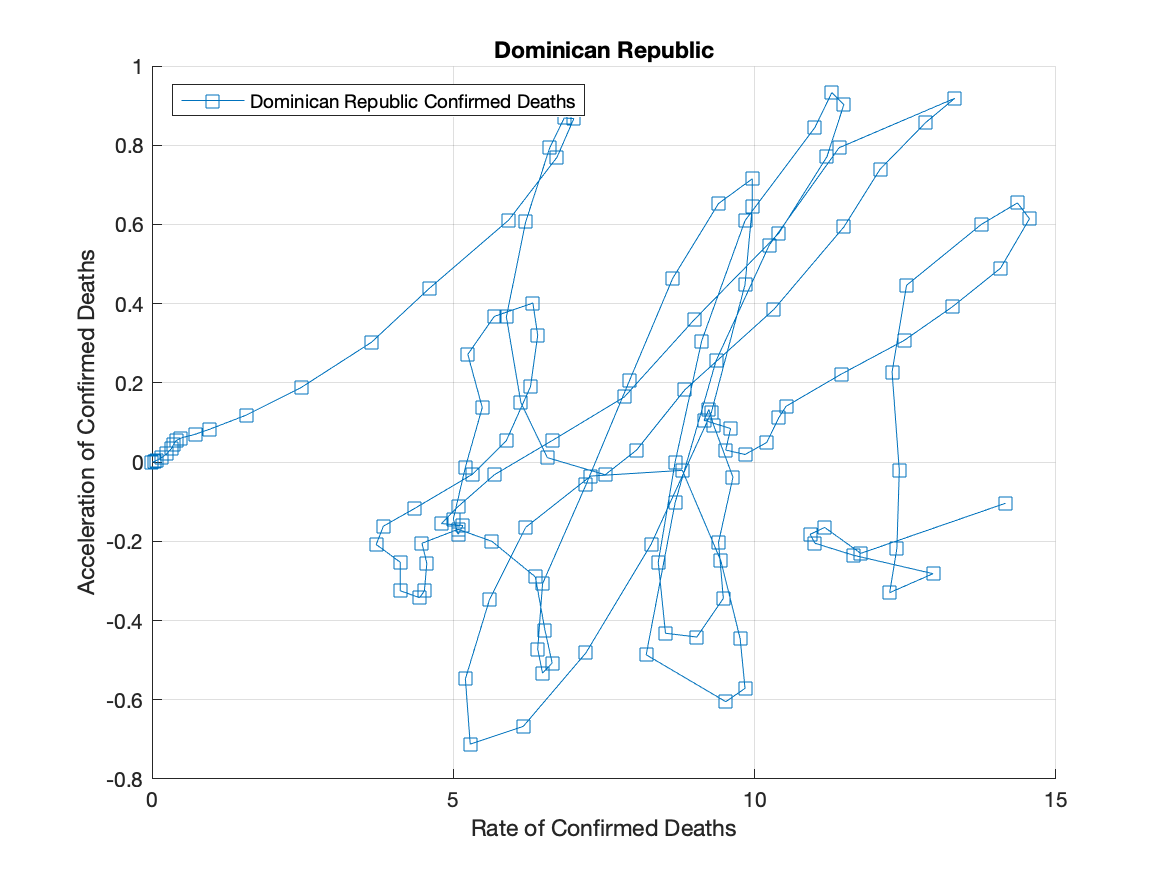 Dominican Republic
Dominican Republic Confirmed Deaths
1
0.8
0.6
0.4
0.2
0
-0.2
-0.4
-0.6
-0.8
Acceleration of Confirmed Deaths
0 5 10 15
Rate of Confirmed Deaths